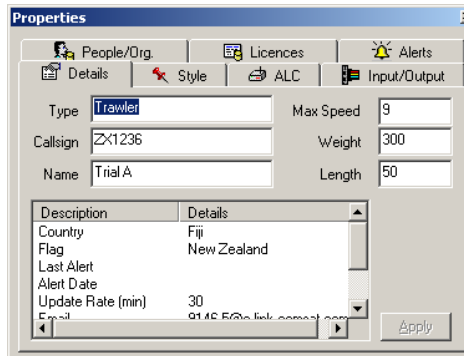 Properties
People/Org. Licences Alerts
Details Style ALC Input/Output
Type Trawler Max Speed 9
Callsign ZX1236 Weight 300
Name Trial A Length 50
Description Details
Country Fiji
Flag New Zealand
Last Alert
Alert Date
Update Rate (min) 30
Apply